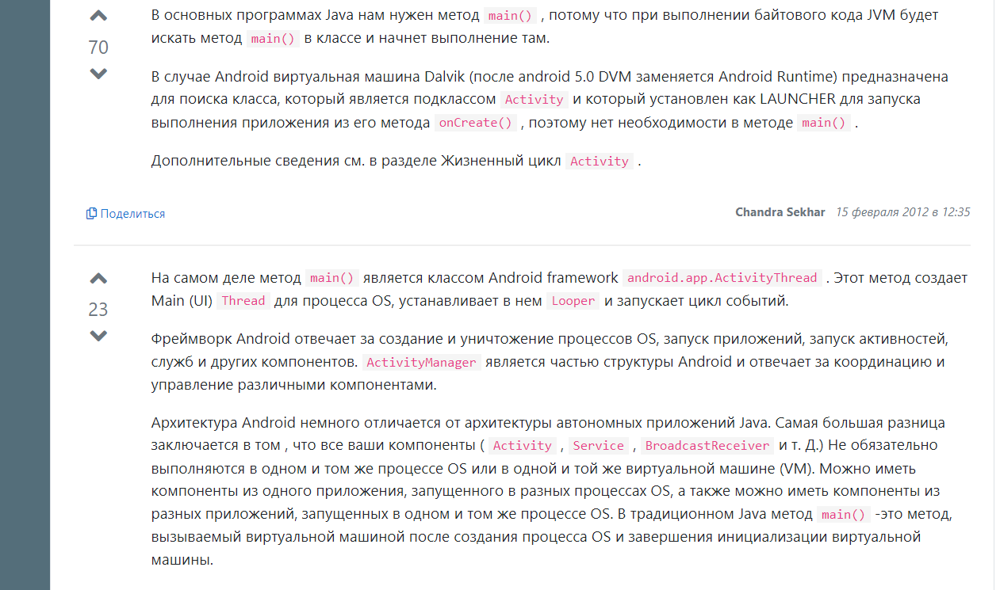 В основных программах Java нам нужен метод main() , потому что при выполнении байтового кода JVM будет
искать метод main() в классе и начнет выполнение там.
70
В случае Android виртуальная машина Dalvik (после android 5.0 DVM заменяется Android Runtime) предназначена
для поиска класса, который является подклассом Activity и который установлен как LAUNCHER для запуска
выполнения приложения из его метода onCreate() , поэтому нет необходимости в методе main() .
Дополнительные сведения см. в разделе Жизненный цикл Activity .
Поделиться
Chandra Sekhar 15 февраля 2012 в 12:35
На самом деле метод main() является классом Android framework android.app.ActivityThread . Этот метод создает
Main (UI) Thread для процесса OS, устанавливает в нем Looper и запускает цикл событий.
23
Фреймворк Android отвечает за создание и уничтожение процессов OS, запуск приложений, запуск активностей,
служб и других компонентов. ActivityManager является частью структуры Android и отвечает за координацию и
управление различными компонентами.
Архитектура Android немного отличается от архитектуры автономных приложений Java. Самая большая разница
заключается в том , что все ваши компоненты ( Activity , Service , BroadcastReceiver и т. Д.) Не обязательно
выполняются в одном и том же процессе OS или в одной и той же виртуальной машине (VM). Можно иметь
компоненты из одного приложения, запущенного в разных процессах OS, а также можно иметь компоненты из
разных приложений, запущенных в одном и том же процессе OS. В традиционном Java метод main() -это метод,
вызываемый виртуальной машиной после создания процесса OS и завершения инициализации виртуальной
машины.